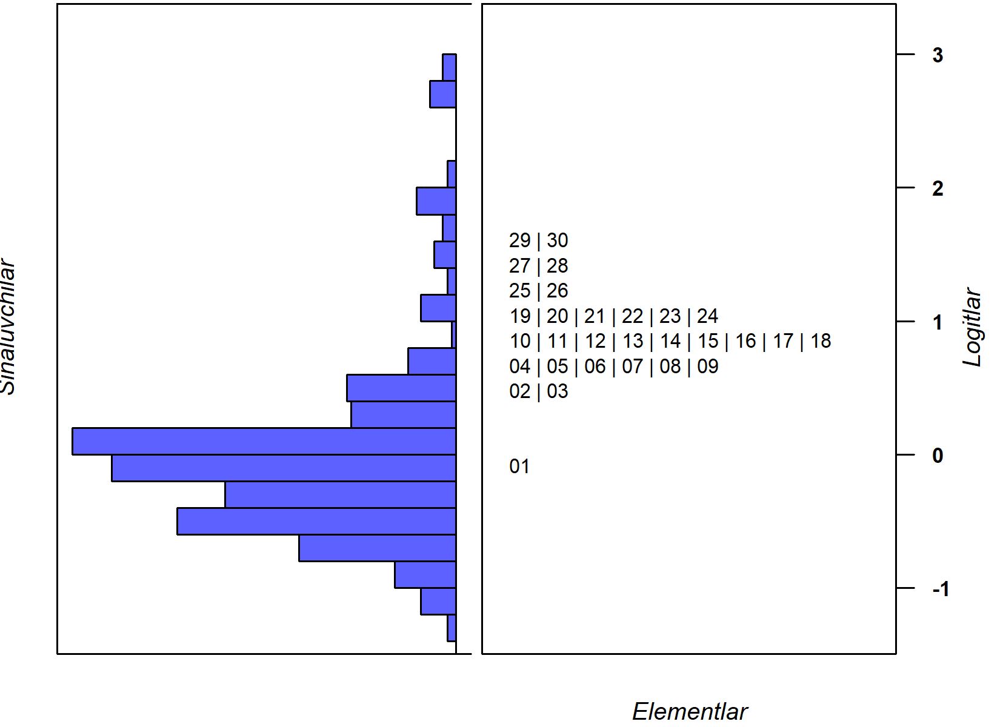 Sinaluvchilar
29 | 30
27 | 28
25 | 26
19 | 20 | 21 | 22 | 23 | 24
10 | 11 | 12 | 13 | 14 | 15 | 16 | 17 | 18
04 | 05 | 06 | 07 | 08 | 09
02 | 03
01
3
2
1
0
-1
Logitlar
Elementlar